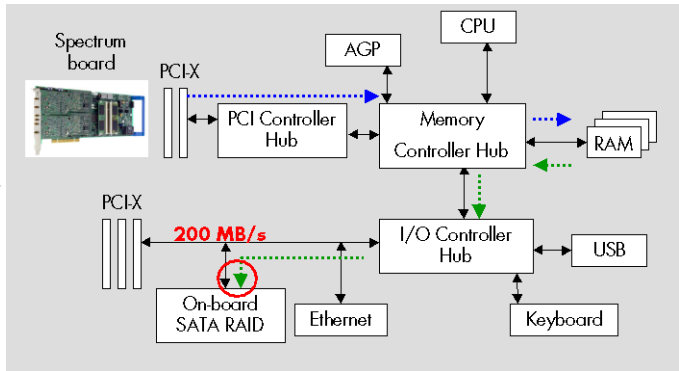 Spectrum
board
PCI-X
AGP
CPU
PCI Controller
Hub
Memory
Controller Hub
RAM
PCI-X
200 MB/s
I/O Controller
Hub
USB
On-board
SATA RAID
Ethernet
Keyboard